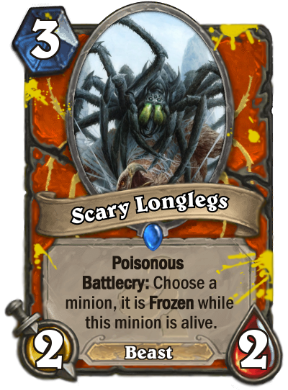 3
Scary Longlegs
Poisonous
Battlecry: Choose a
minion, it is Frozen while
this minion is alive.
2
Beast
2